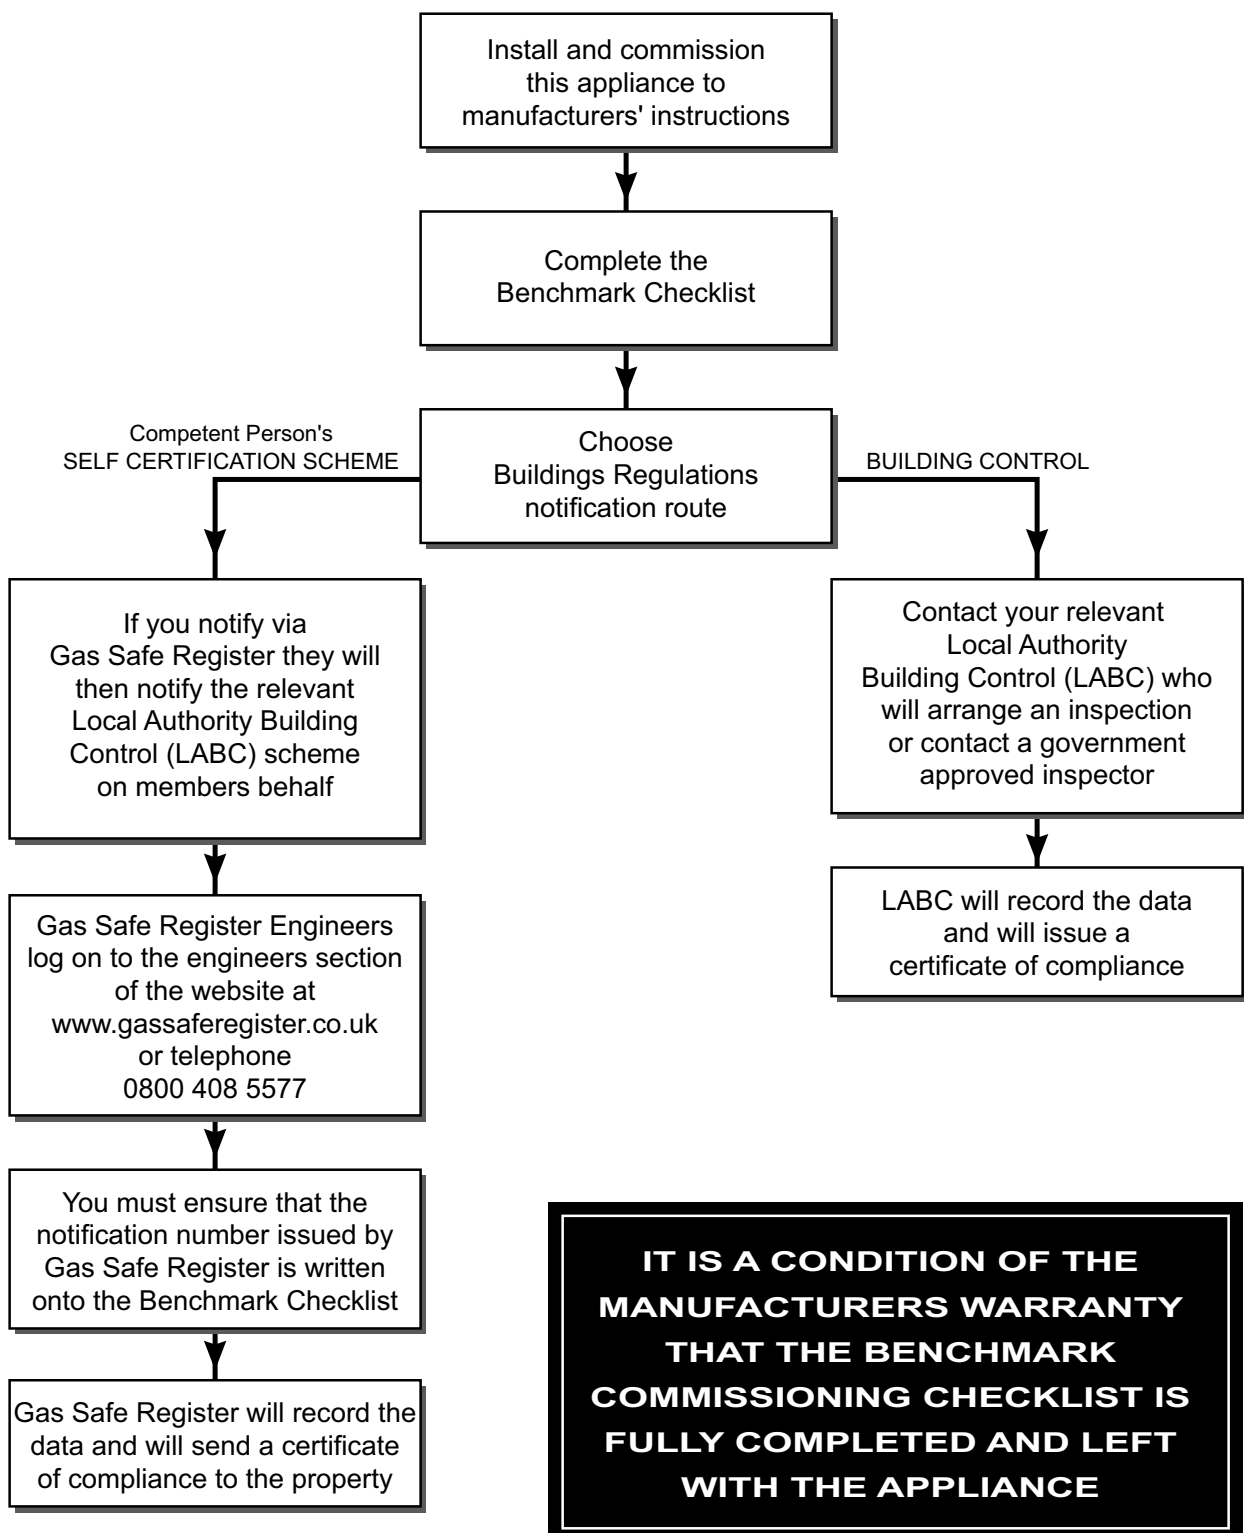 Install and commission
this appliance to
manufacturers' instructions
Complete the
Benchmark Checklist
Choose
Buildings Regulations
notification route
Competent Person's
SELF CERTIFICATION SCHEME
BUILDING CONTROL
If you notify via
Gas Safe Register they will
then notify the relevant
Local Authority Building
Control (LABC) scheme
on members behalf
Gas Safe Register Engineers
log on to the engineers section
of the website at
www.gassaferegister.co.uk
or telephone
0800 408 5577
You must ensure that the
notification number issued by
Gas Safe Register is written
onto the Benchmark Checklist
Gas Safe Register will record the
data and will send a certificate
of compliance to the property
Contact your relevant
Local Authority
Building Control (LABC) who
will arrange an inspection
or contact a government
approved inspector
LABC will record the data
and will issue a
certificate of compliance
IT IS A CONDITION OF THE
MANUFACTURERS WARRANTY
THAT THE BENCHMARK
COMMISSIONING CHECKLIST IS
FULLY COMPLETED AND LEFT
WITH THE APPLIANCE